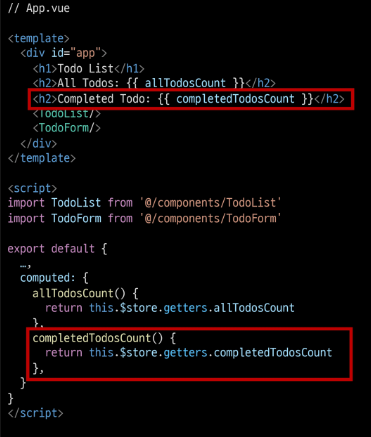 // App.vue
<template>
<div id="app">
<h1>Todo List</h1>
<h2>All Todos: {{ allTodosCount }}</h2>
<h2>Completed Todo: {{ completedTodosCount }}</h2>
<TodoList/>
<TodoForm/>
</div>
</template>
<script>
import TodoList from '@/components/TodoList'
import TodoForm from '@/components/TodoForm'
export default {
…,
computed: {
allTodosCount() {
return this.$store.getters.allTodosCount
},
completedTodosCount() {
return this.$store.getters.completedTodosCount
},
}
}
</script>